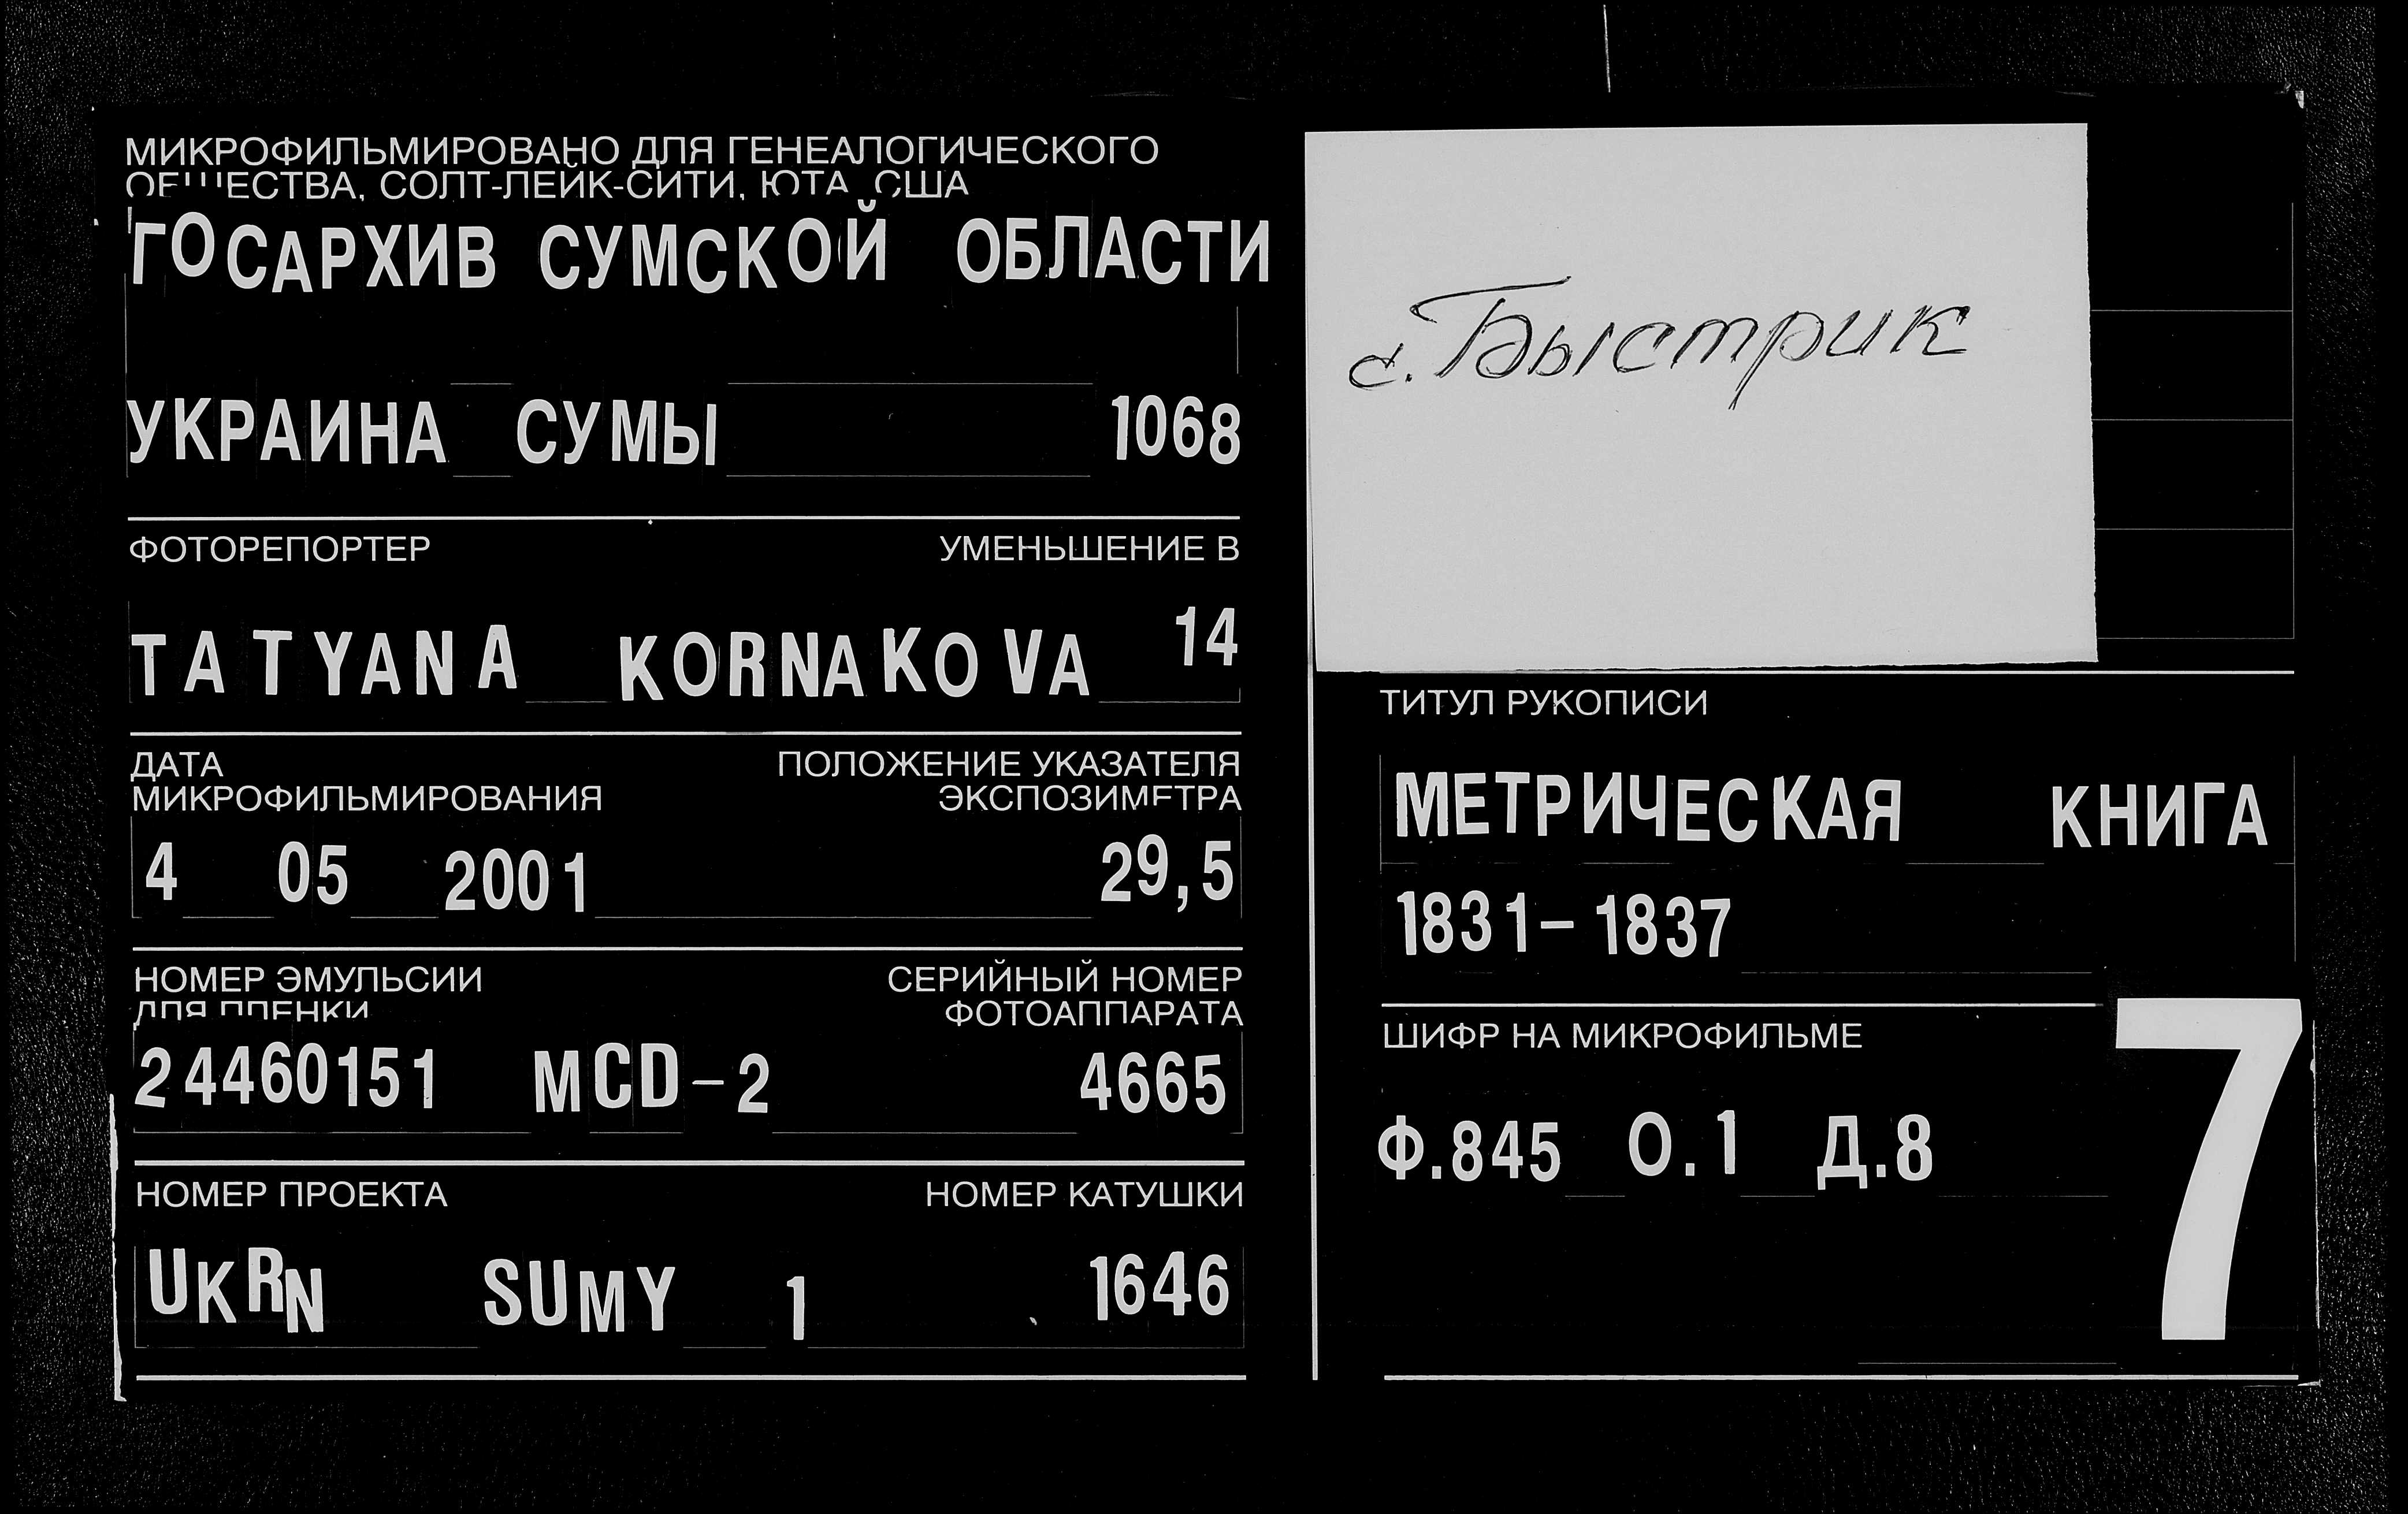 МИКРОФИЛЬМИРОВАНО ДЛЯ ГЕНЕАЛОГИЧЕСКОГО
ОБЩЕСТВА, СОЛТ-ЛЕЙК-СИТИ, ЮТА, США
ГОСАРХИВ СУМСКОЙ ОБЛАСТИ
УКРАИНА СУМЫ 1068
ФОТОРЕПОРТЕР УМЕНЬШЕНИЕ В
TATYANA KORNAKOVA 14
ДАТА
МИКРОФИЛЬМИРОВАНИЯ
ПОЛОЖЕНИЕ УКАЗАТЕЛЯ
ЭКСПОЗИМЕТРА
4 05 2001 29,5
НОМЕР ЭМУЛЬСИИ
ДЛЯ ПЛЕНКИ
СЕРИЙНЫЙ НОМЕР
ФОТОАППАРАТА
24460151 MCD-2 4665
НОМЕР ПРОЕКТА НОМЕР КАТУШКИ
UKRN SUMY 1 1646
с. Быстрик
ТИТУЛ РУКОПИСИ
МЕТРИЧЕСКАЯ КНИГА
1831-1837
ШИФР НА МИКРОФИЛЬМЕ
Ф.845 О.1 Д.8
7